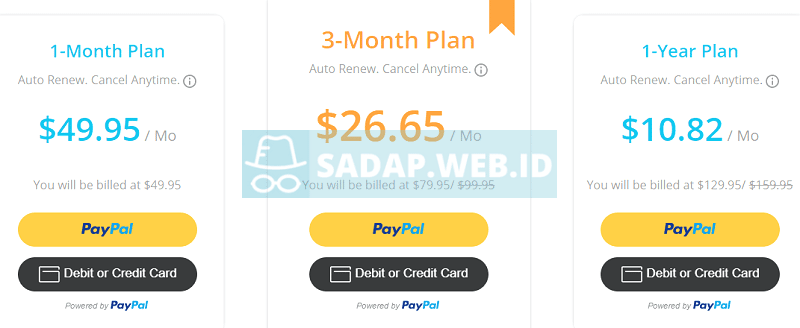 1-Month Plan
Auto Renew. Cancel Anytime.
$49.95 / Mo
You will be billed at $49.95
PayPal
Debit or Credit Card
Powered by PayPal
3-Month Plan
Auto Renew. Cancel Anytime.
$26.65 / Mo
SADAP.WEB.ID
You will be billed at $79.95/ $99.95
PayPal
Debit or Credit Card
Powered by PayPal
1-Year Plan
Auto Renew. Cancel Anytime.
$10.82 / Mo
You will be billed at $129.95/ $159.95
PayPal
Debit or Credit Card
Powered by PayPal